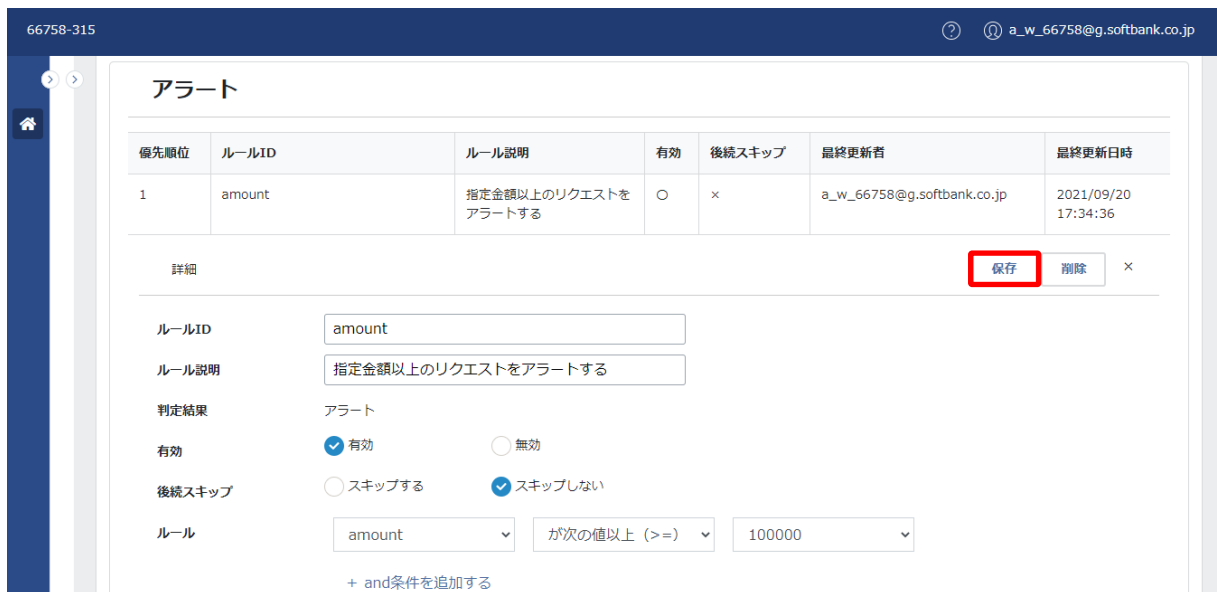 66758-315
? a_w_66758@g.softbank.co.jp
アラート
優先順位 ルールID ルール説明 有効 後続スキップ 最終更新者 最終更新日時
1 amount 指定金額以上のリクエストを ○ × a_w_66758@g.softbank.co.jp 2021/09/20
アラートする 17:34:36
詳細 保存 削除 ×
ルールID amount
ルール説明 指定金額以上のリクエストをアラートする
判定結果 アラート
有効 有効 無効
後続スキップ スキップする スキップしない
ルール amount が次の値以上（>=） 100000
+ and条件を追加する